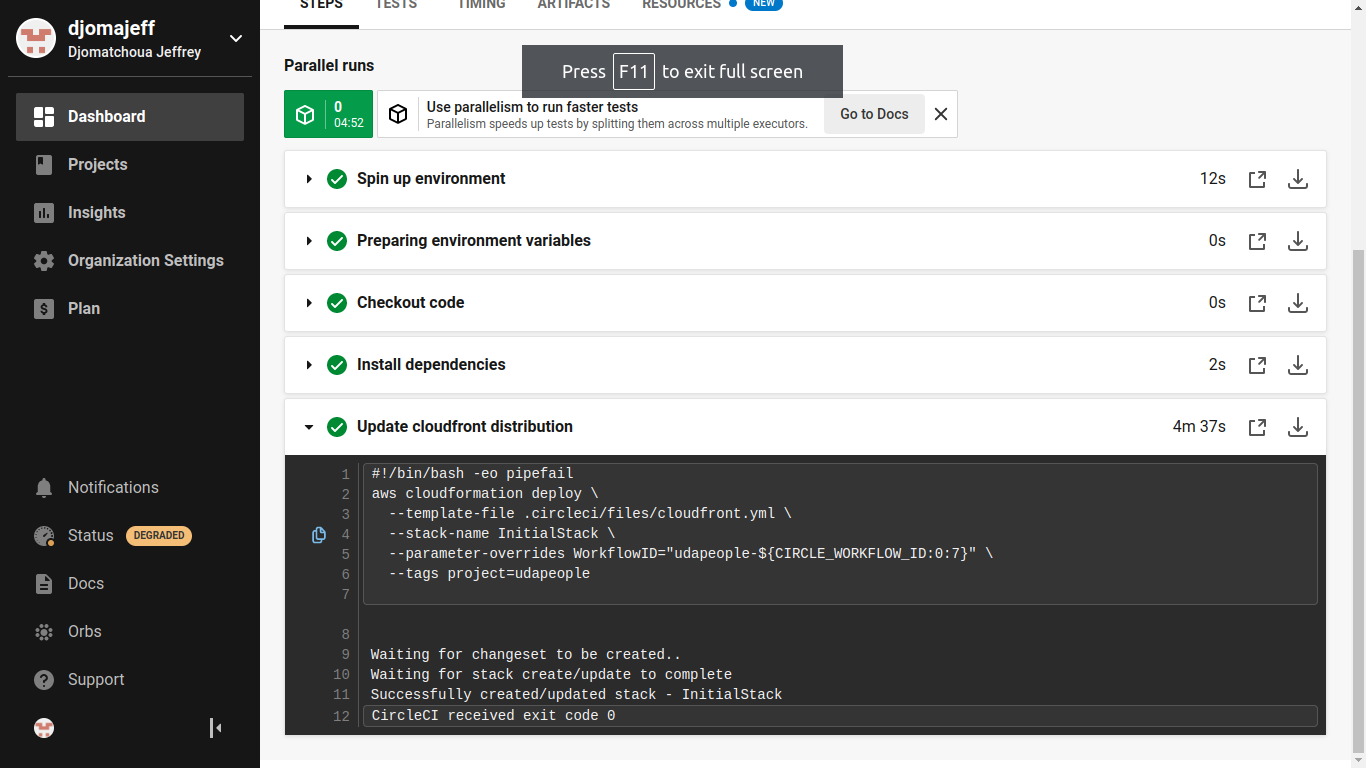 djomajeff
Djomatchoua Jeffrey
Dashboard
Projects
Insights
Organization Settings
Plan
Notifications
Status DEGRADED
Docs
Orbs
Support
STEPS TESTS TIMING ARTIFACTS RESOURCES NEW
Press F11 to exit full screen
Parallel runs
0
04:52
Use parallelism to run faster tests
Parallelism speeds up tests by splitting them across multiple executors.
Go to Docs
Spin up environment 12s
Preparing environment variables 0s
Checkout code 0s
Install dependencies 2s
Update cloudfront distribution 4m 37s
1 #!/bin/bash -eo pipefail
2 aws cloudformation deploy \
3 --template-file .circleci/files/cloudfront.yml \
4 --stack-name InitialStack \
5 --parameter-overrides WorkflowID="udapeople-${CIRCLE_WORKFLOW_ID:0:7}" \
6 --tags project=udapeople
7
8
9 Waiting for changeset to be created..
10 Waiting for stack create/update to complete
11 Successfully created/updated stack - InitialStack
12 CircleCI received exit code 0